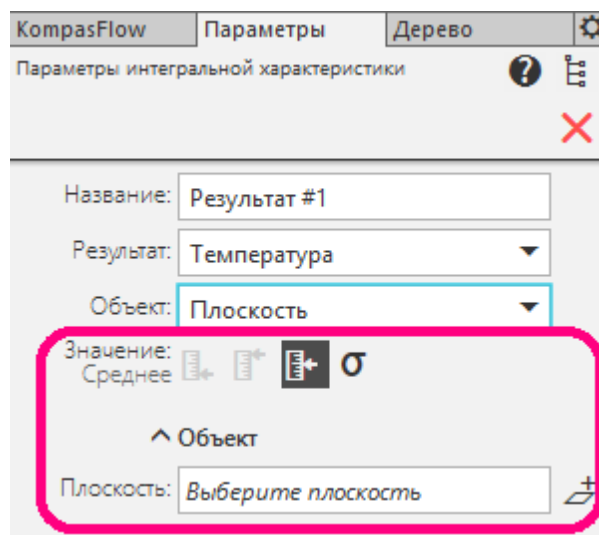 KompasFlow Параметры Дерево
Параметры интегральной характеристики
Название: Результат #1
Результат: Температура
Объект: Плоскость
Значение:
Среднее σ
Объект
Плоскость: Выберите плоскость